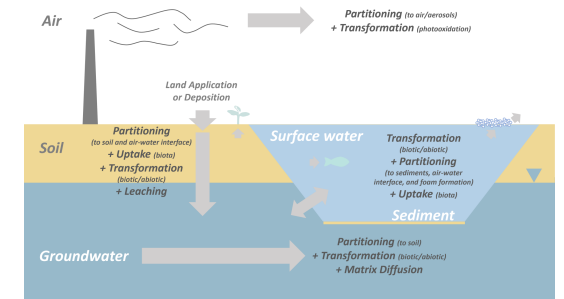 Air
Partitioning (to air/aerosols)
+ Transformation (photooxidation)
Land Application
or Deposition
Soil
Partitioning
(to soil and air-water interface)
+ Uptake (biota)
+ Transformation
(biotic/abiotic)
+ Leaching
Surface water
Transformation
(biotic/abiotic)
+ Partitioning
(to sediments, air-water
interface, and foam formation)
+ Uptake (biota)
Sediment
Groundwater
Partitioning (to soil)
+ Transformation (biotic/abiotic)
+ Matrix Diffusion